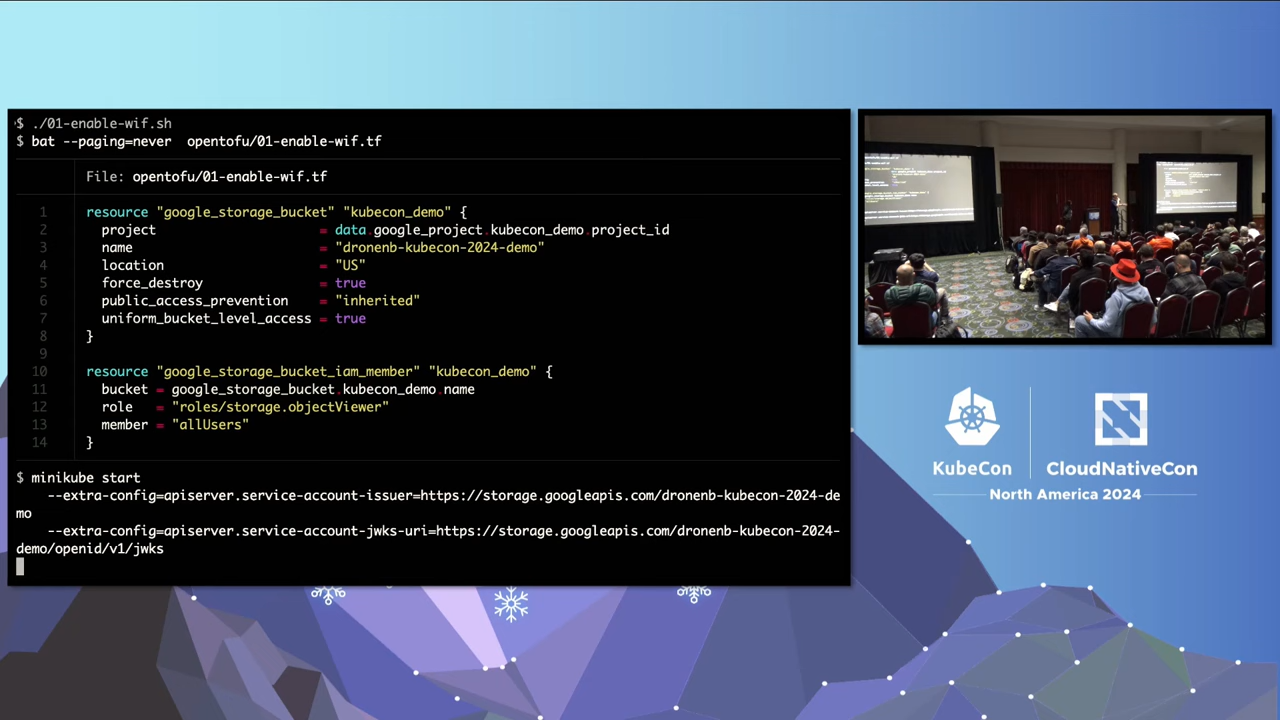 $ ./01-enable-wif.sh
$ bat --paging=never  opentofu/01-enable-wif.tf
File: opentofu/01-enable-wif.tf
1 resource "google_storage_bucket" "kubecon_demo" {
2   project                     = data.google_project.kubecon_demo.project_id
3   name                        = "dronenb-kubecon-2024-demo"
4   location                    = "US"
5   force_destroy               = true
6   public_access_prevention    = "inherited"
7   uniform_bucket_level_access = true
8 }
9
10 resource "google_storage_bucket_iam_member" "kubecon_demo" {
11   bucket = google_storage_bucket.kubecon_demo.name
12   role   = "roles/storage.objectViewer"
13   member = "allUsers"
14 }
$ minikube start
    --extra-config=apiserver.service-account-issuer=https://storage.googleapis.com/dronenb-kubecon-2024-de
mo
    --extra-config=apiserver.service-account-jwks-uri=https://storage.googleapis.com/dronenb-kubecon-2024-
demo/openid/v1/jwks
KubeCon
CloudNativeCon
North America 2024